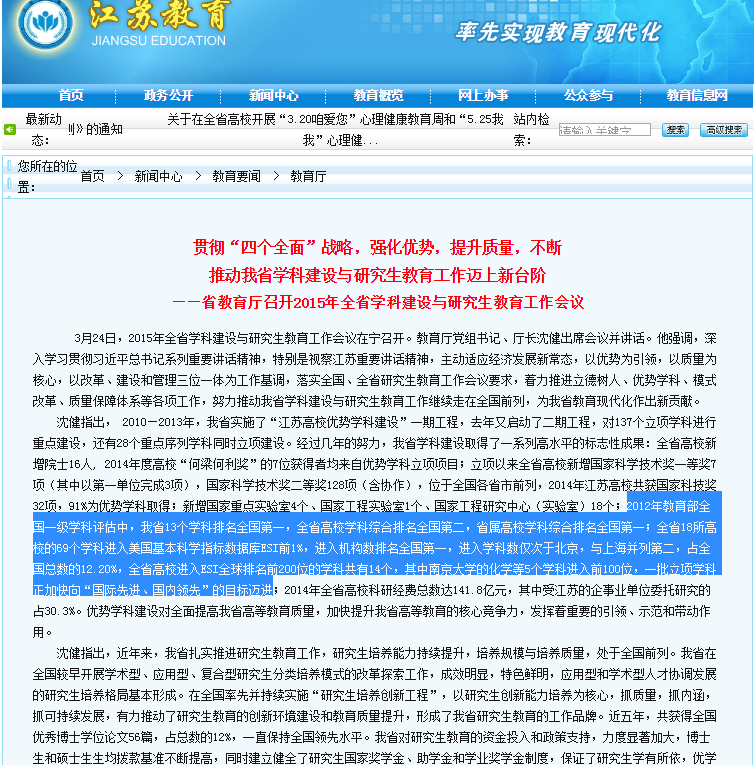 江苏教育
JIANGSU EDUCATION
率先实现教育现代化
首页 政务公开 新闻中心 教育概览 网上办事 公众参与 教育信息网
最新动态： 的通知 关于在全省高校开展“3.20咱爱您”心理健康教育周和“5.25我我”心理健... 站内检索： 请输入关键字 搜索 高级搜索
您所在的位置： 首页 > 新闻中心 > 教育要闻 > 教育厅
贯彻“四个全面”战略，强化优势，提升质量，不断
推动我省学科建设与研究生教育工作迈上新台阶
——省教育厅召开2015年全省学科建设与研究生教育工作会议
3月24日，2015年全省学科建设与研究生教育工作会议在宁召开。教育厅党组书记、厅长沈健出席会议并讲话。他强调，深
入学习贯彻习近平总书记系列重要讲话精神，特别是视察江苏重要讲话精神，主动适应经济发展新常态，以优势为引领，以质量为
核心，以改革、建设和管理三位一体为工作基调，落实全国、全省研究生教育工作会议要求，着力推进立德树人、优势学科、模式
改革、质量保障体系等各项工作，努力推动我省学科建设与研究生教育工作继续走在全国前列，为我省教育现代化作出新贡献。
沈健指出， 2010—2013年，我省实施了“江苏高校优势学科建设”一期工程，去年又启动了二期工程，对137个立项学科进行
重点建设，还有28个重点序列学科同时立项建设。经过几年的努力，我省学科建设取得了一系列高水平的标志性成果：全省高校新
增院士16人，2014年度高校“何梁何利奖”的7位获得者均来自优势学科立项项目；立项以来全省高校新增国家科学技术奖一等奖7
项（其中以第一单位完成3项），国家科学技术奖二等奖128项（含协作），位于全国各省市前列，2014年江苏高校共获国家科技奖
32项，91%为优势学科取得；新增国家重点实验室4个、国家工程实验室1个、国家工程研究中心（实验室）18个；2012年教育部全
国一级学科评估中，我省13个学科排名全国第一，全省高校学科综合排名全国第二，省属高校学科综合排名全国第一；全省18所高
校的69个学科进入美国基本科学指标数据库ESI前1%，进入机构数排名全国第一，进入学科数仅次于北京，与上海并列第二，占全
国总数的12.20%，全省高校进入ESI全球排名前200位的学科共有14个，其中南京大学的化学等5个学科进入前100位，一批立项学科
正加快向“国际先进、国内领先”的目标迈进；2014年全省高校科研经费总数达141.8亿元，其中受江苏的企事业单位委托研究的
占30.3%。优势学科建设对全面提高我省高等教育质量，加快提升我省高等教育的核心竞争力，发挥着重要的引领、示范和带动作
用。
沈健指出，近年来，我省扎实推进研究生教育工作，研究生培养能力持续提升，培养规模与培养质量，处于全国前列。我省在
全国较早开展学术型、应用型、复合型研究生分类培养模式的改革探索工作，成效明显，特色鲜明，应用型和学术型人才协调发展
的研究生培养格局基本形成。在全国率先并持续实施“研究生培养创新工程”，以研究生创新能力培养为核心，抓质量，抓内涵，
抓可持续发展，有力推动了研究生教育的创新环境建设和教育质量提升，形成了我省研究生教育的工作品牌。近五年，共获得全国
优秀博士学位论文56篇，占总数的12%，一直保持全国领先水平。我省对研究生教育的资金投入和政策支持，力度显著加大，博士
生和硕士生生均拨款基准不断提高，同时建立健全了研究生国家奖学金、助学金和学业奖学金制度，保证了研究生学有所依，优学